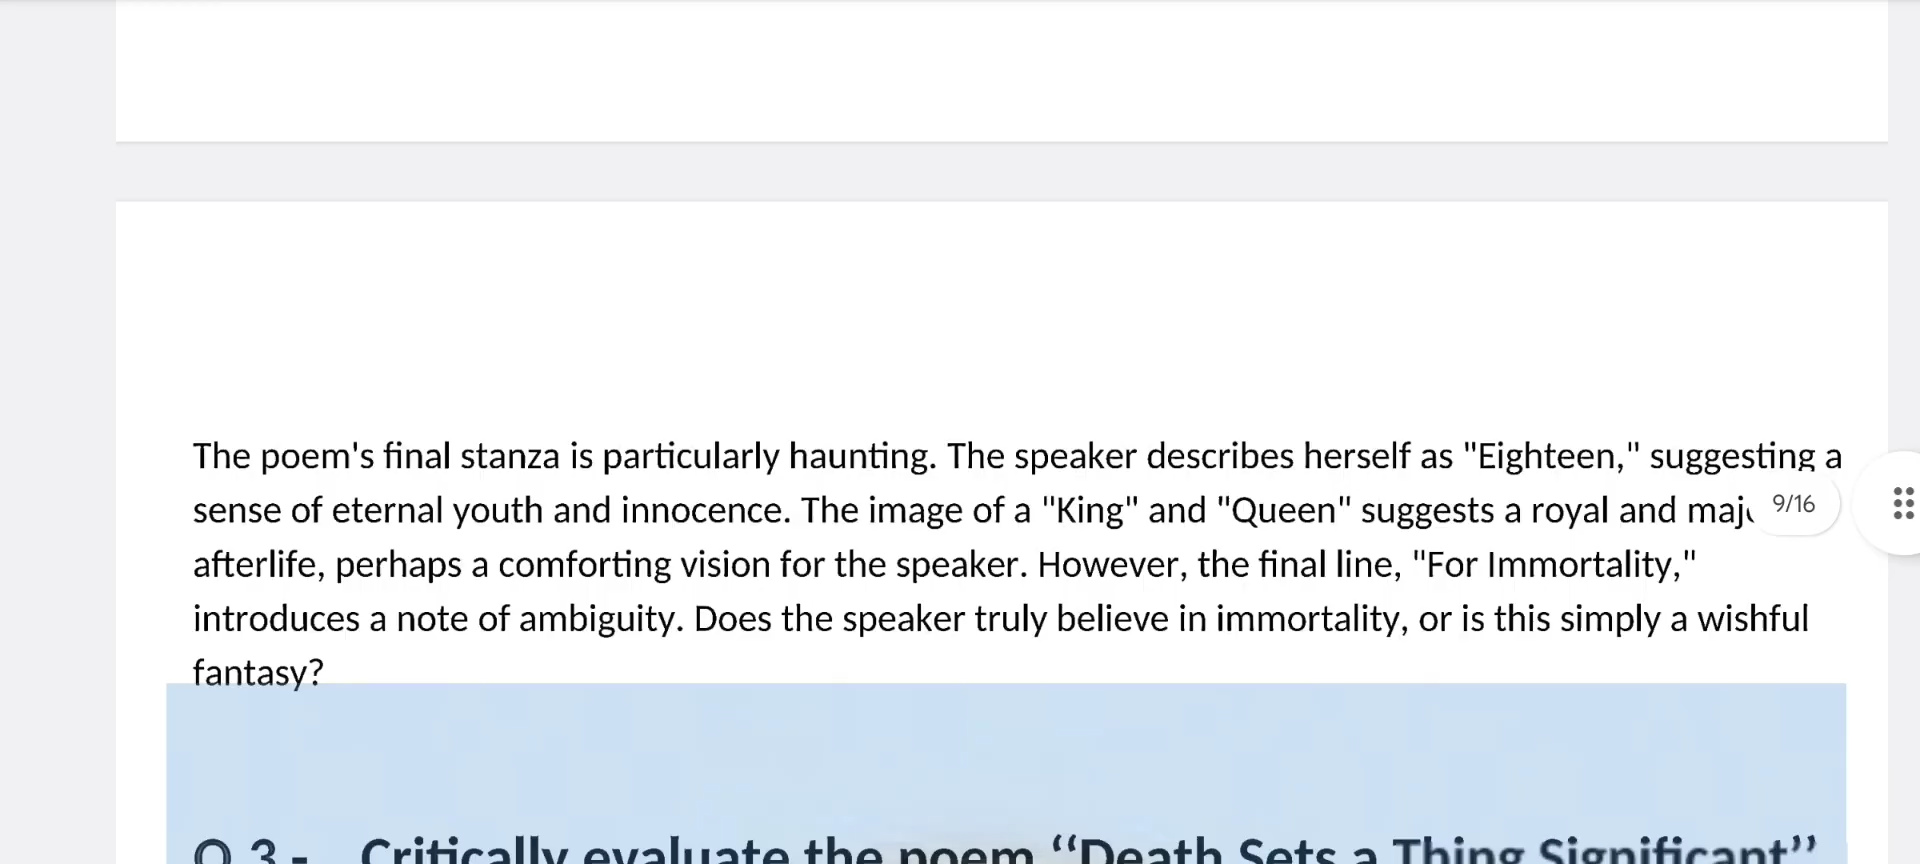 The poem's final stanza is particularly haunting. The speaker describes herself as "Eighteen," suggesting a
sense of eternal youth and innocence. The image of a "King" and "Queen" suggests a royal and
9/16
afterlife, perhaps a comforting vision for the speaker. However, the final line, "For Immortality,"
introduces a note of ambiguity. Does the speaker truly believe in immortality, or is this simply a wishful
fantasy?
Q 3 - Critically evaluate the poem ‘‘Death Sets a Thing Significant’’